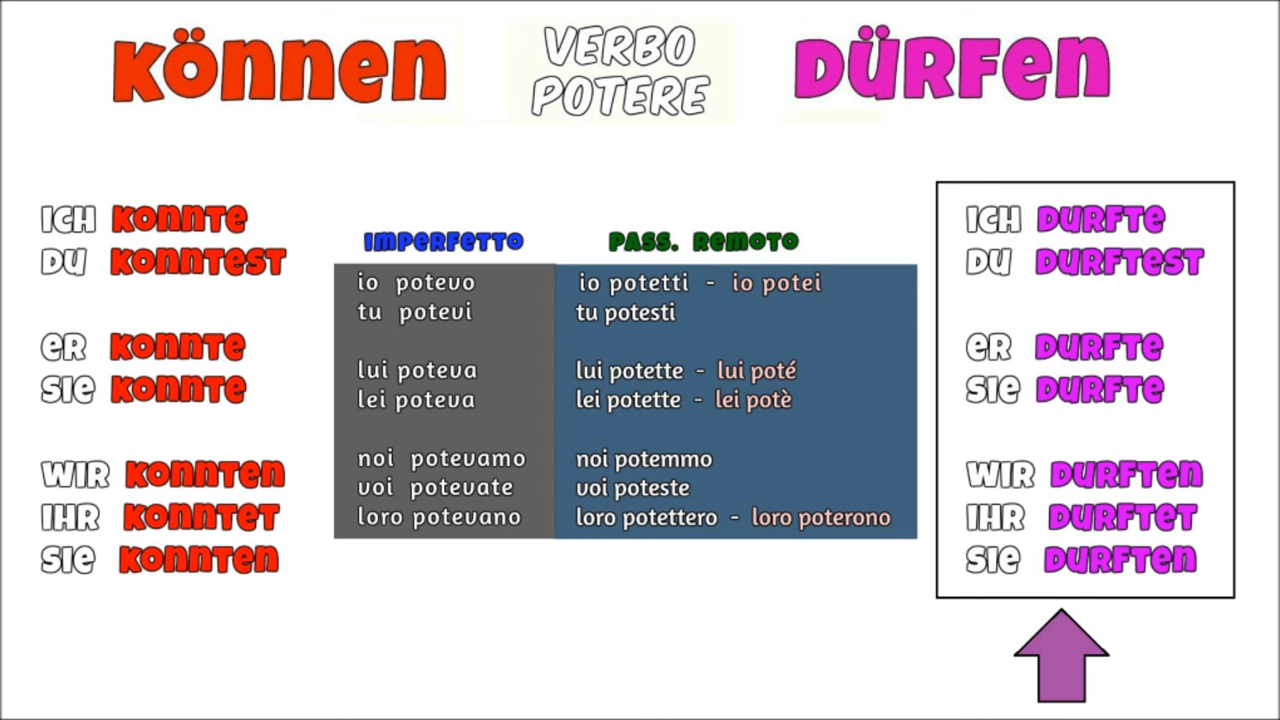 KÖNNEN
VERBO
POTERE
DÜRFEN
ICH KONNTE
DU KONNTEST
ER KONNTE
SIE KONNTE
WIR KONNTEN
IHR KONNTET
SIE KONNTEN
IMPERFETTO
io potevo
tu potevi
lui poteva
lei poteva
noi potevamo
voi potevate
loro potevano
PASS. REMOTO
io potetti - io potei
tu potesti
lui potette - lui poté
lei potette - lei potè
noi potemmo
voi poteste
loro potettero - loro poterono
ICH DURFTE
DU DURFTEST
ER DURFTE
SIE DURFTE
WIR DURFTEN
IHR DURFTET
SIE DURFTEN